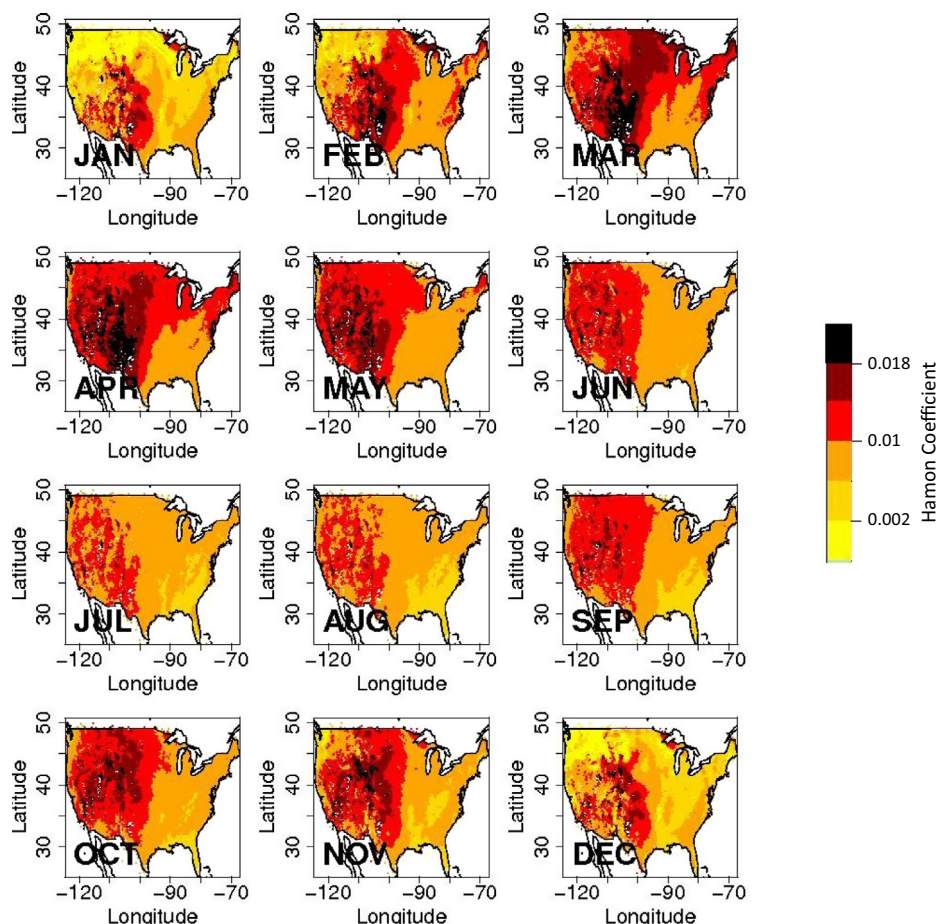 50
40
30
Latitude
JAN
−120 −90 −70
Longitude
50
40
30
Latitude
FEB
−120 −90 −70
Longitude
50
40
30
Latitude
MAR
−120 −90 −70
Longitude
50
40
30
Latitude
APR
−120 −90 −70
Longitude
50
40
30
Latitude
MAY
−120 −90 −70
Longitude
50
40
30
Latitude
JUN
−120 −90 −70
Longitude
50
40
30
Latitude
JUL
−120 −90 −70
Longitude
50
40
30
Latitude
AUG
−120 −90 −70
Longitude
50
40
30
Latitude
SEP
−120 −90 −70
Longitude
50
40
30
Latitude
OCT
−120 −90 −70
Longitude
50
40
30
Latitude
NOV
−120 −90 −70
Longitude
50
40
30
Latitude
DEC
−120 −90 −70
Longitude
0.018
0.01
0.002
Hamon Coefficient